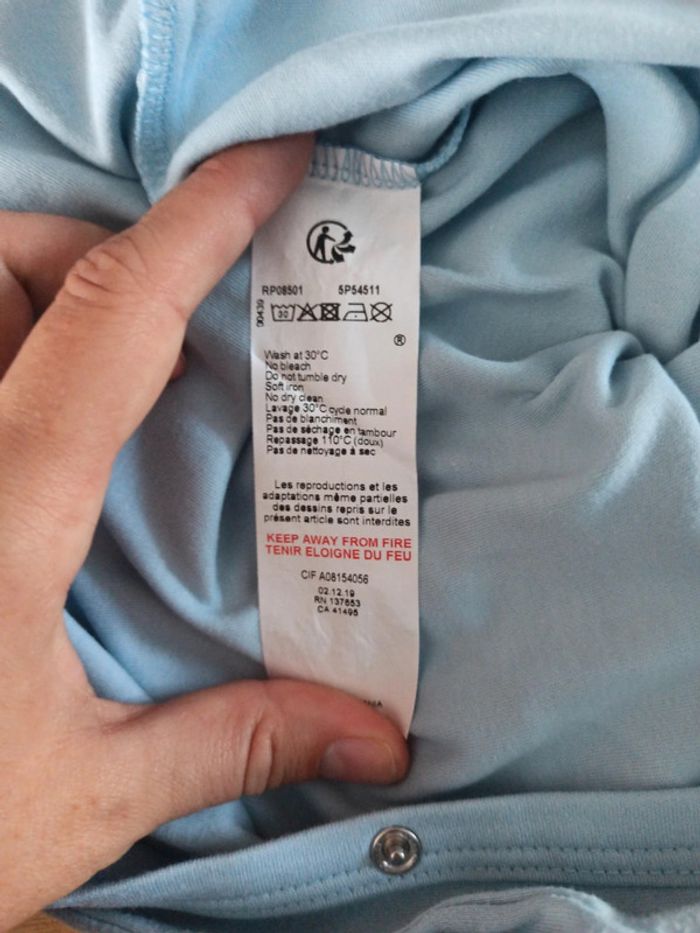 RP08501 5P54511
00439
30
®
Wash at 30°C
No bleach
Do not tumble dry
Soft iron
No dry clean
Lavage 30°C cycle normal
Pas de blanchiment
Pas de séchage en tambour
Repassage 110°C (doux)
Pas de nettoyage à sec
Les reproductions et les
adaptations même partielles
des dessins repris sur le
présent article sont interdites
KEEP AWAY FROM FIRE
TENIR ELOIGNE DU FEU
CIF A08154056
02.12.19
RN 137653
CA 41495